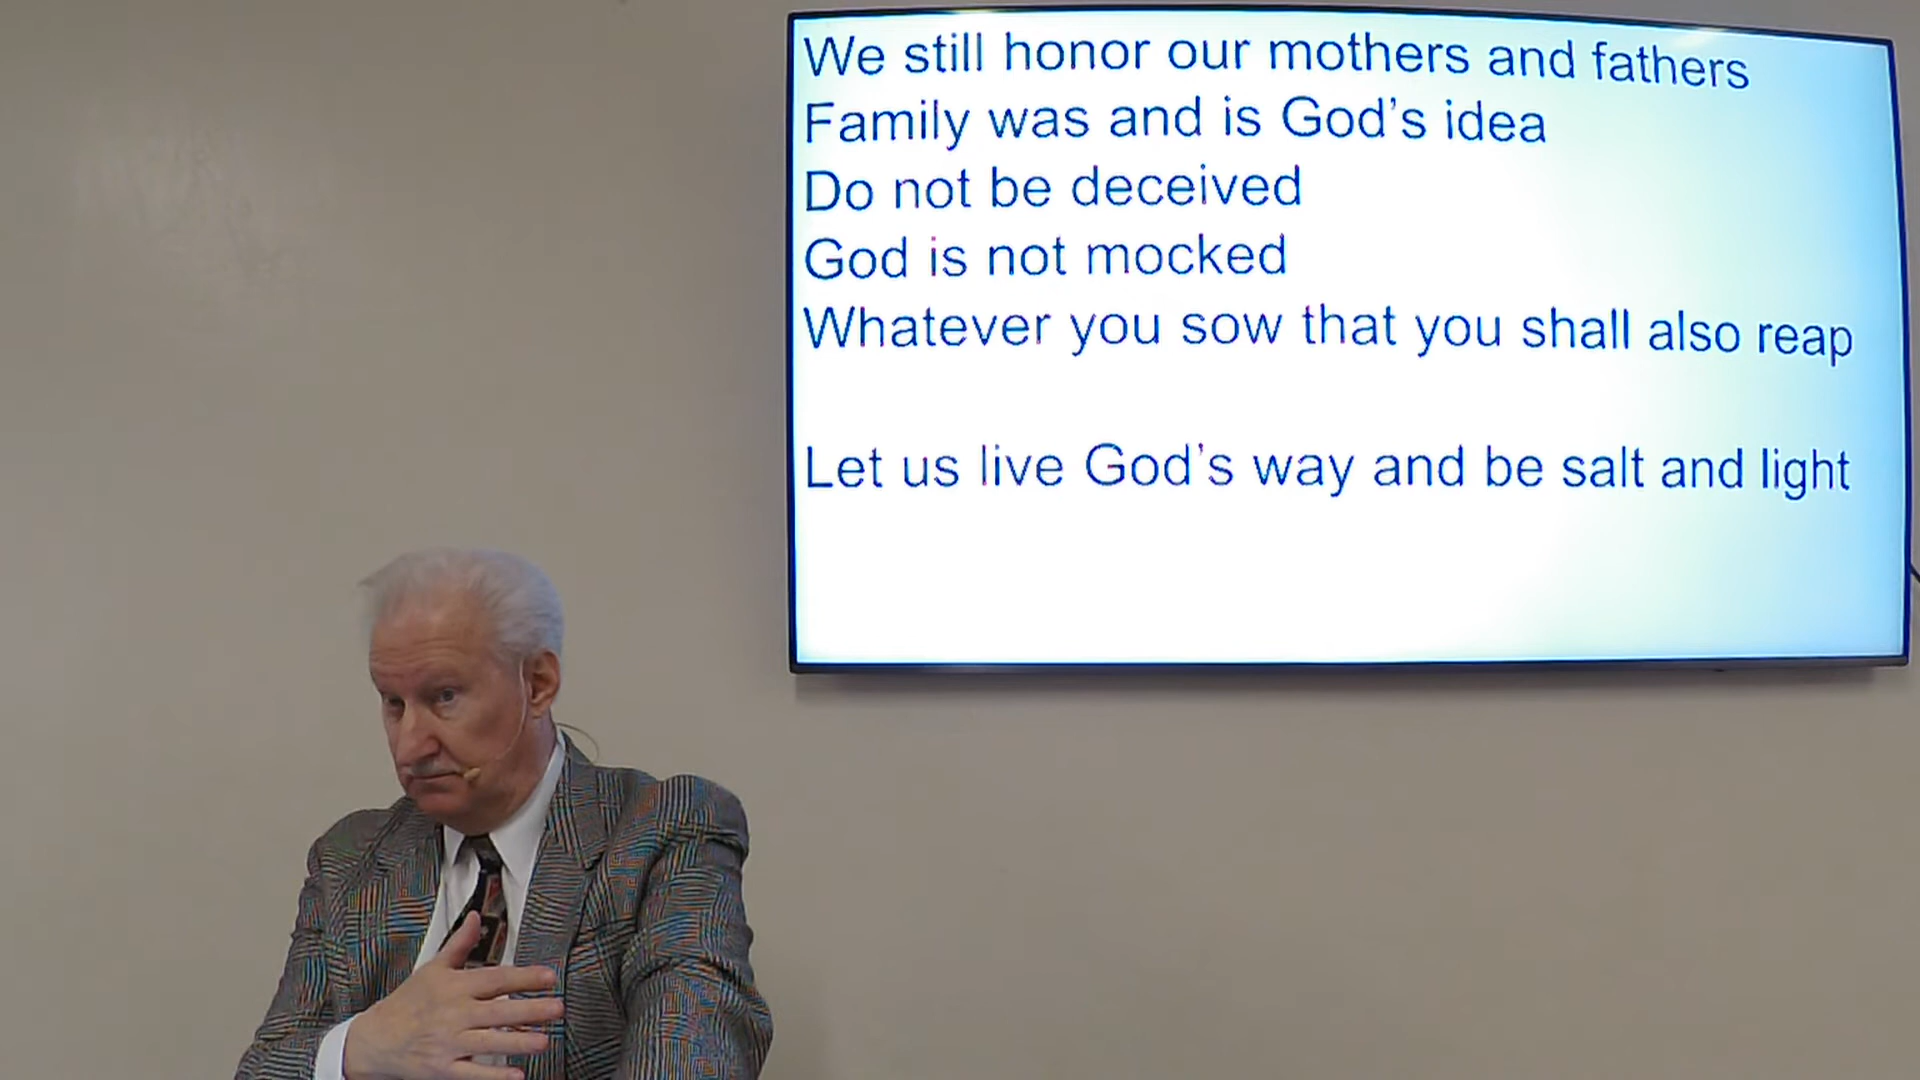 We still honor our mothers and fathers
Family was and is God's idea
Do not be deceived
God is not mocked
Whatever you sow that you shall also reap
Let us live God's way and be salt and light